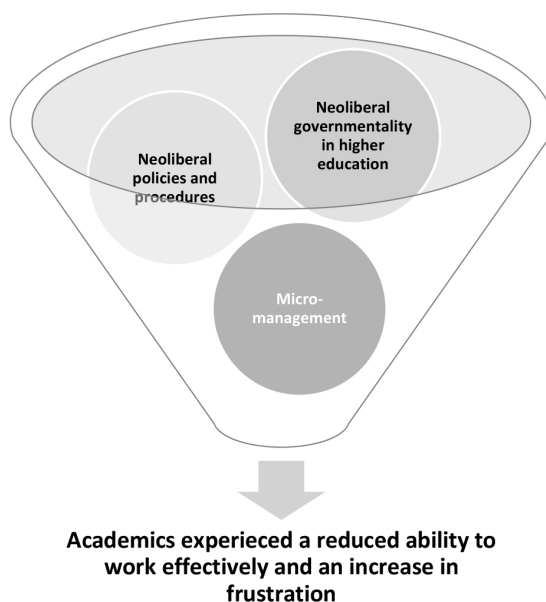 Neoliberal
governmentality
in higher
education
Neoliberal
policies and
procedures
Micro-
management
Academics experieced a reduced ability to
work effectively and an increase in
frustration